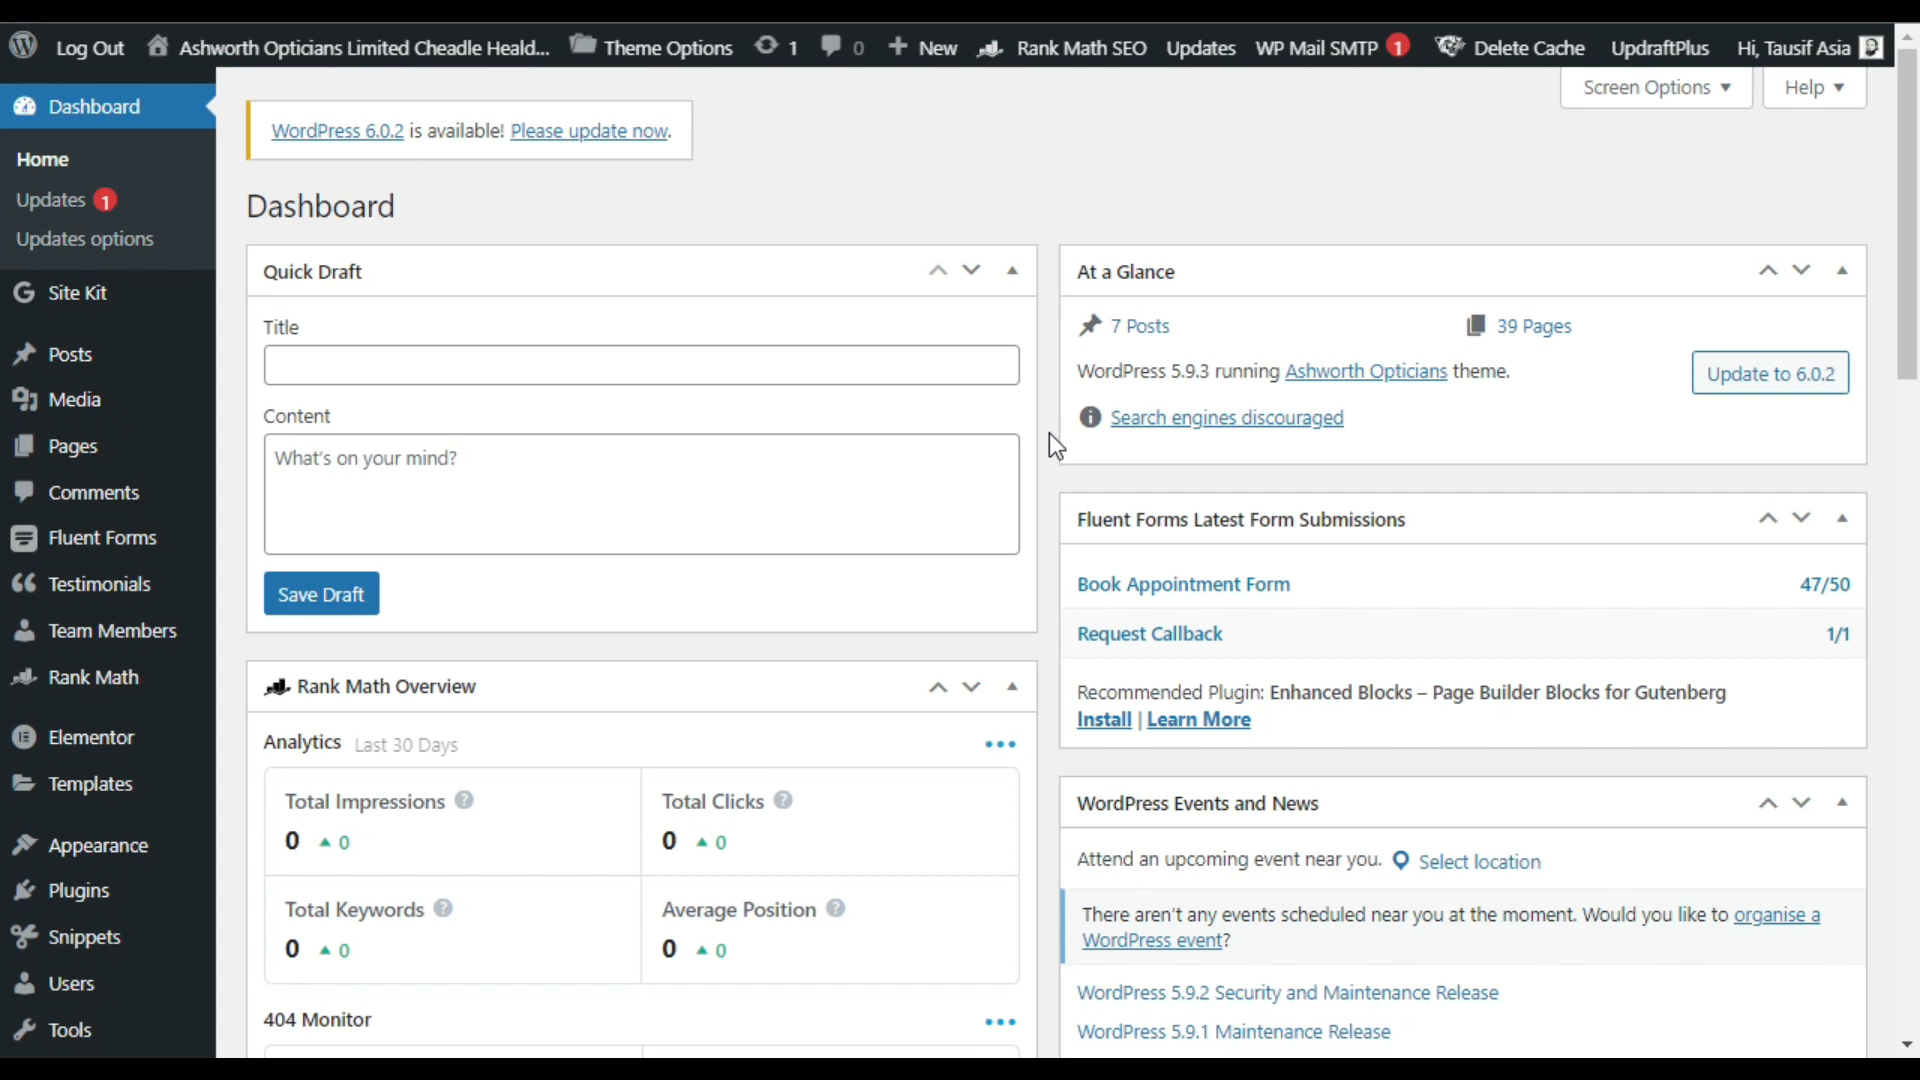 Log Out Ashworth Opticians Limited Cheadle Heald... Theme Options 1 0 New Rank Math SEO Updates WP Mail SMTP 1 Delete Cache UpdraftPlus Hi, Tausif Asia
Screen Options Help
Dashboard
Home
Updates 1
Updates options
Site Kit
Posts
Media
Pages
Comments
Fluent Forms
Testimonials
Team Members
Rank Math
Elementor
Templates
Appearance
Plugins
Snippets
Users
Tools
WordPress 6.0.2 is available! Please update now.
Dashboard
Quick Draft
Title
Content
What's on your mind?
Save Draft
Rank Math Overview
Analytics Last 30 Days
Total Impressions ? Total Clicks ?
0 0 0 0
Total Keywords ? Average Position ?
0 0 0 0
404 Monitor
At a Glance
7 Posts 39 Pages
WordPress 5.9.3 running Ashworth Opticians theme. Update to 6.0.2
Search engines discouraged
Fluent Forms Latest Form Submissions
Book Appointment Form 47/50
Request Callback 1/1
Recommended Plugin: Enhanced Blocks – Page Builder Blocks for Gutenberg
Install | Learn More
WordPress Events and News
Attend an upcoming event near you. Select location
There aren't any events scheduled near you at the moment. Would you like to organise a
WordPress event?
WordPress 5.9.2 Security and Maintenance Release
WordPress 5.9.1 Maintenance Release